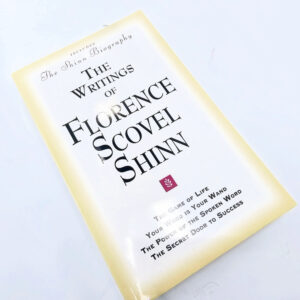 The Shinn Biography
THE
WRITINGS
OF
FLORENCE
SCOVEL
SHINN
THE GAME OF LIFE
YOUR WORD IS YOUR WAND
THE POWER OF THE SPOKEN WORD
THE SECRET DOOR TO SUCCESS